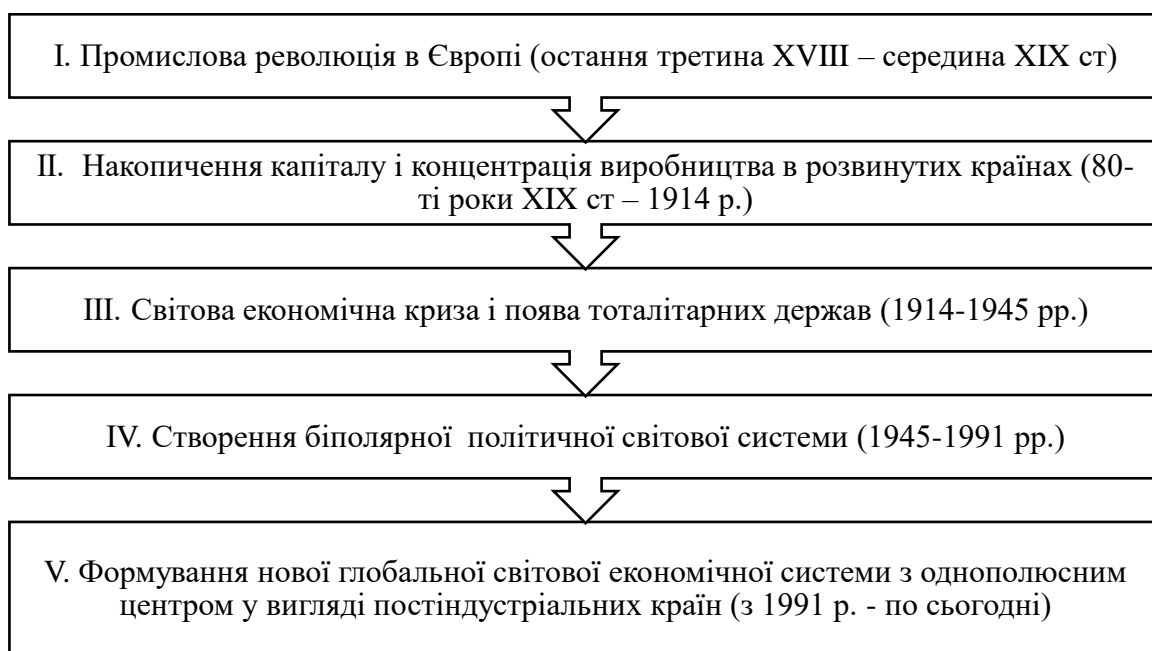 I. Промислова революція в Європі (остання третина XVIII – середина XIX ст)
II. Накопичення капіталу і концентрація виробництва в розвинутих країнах (80-
ті роки XIX ст – 1914 р.)
III. Світова економічна криза і поява тоталітарних держав (1914-1945 рр.)
IV. Створення біполярної політичної світової системи (1945-1991 рр.)
V. Формування нової глобальної світової економічної системи з однополюсним
центром у вигляді постіндустріальних країн (з 1991 р. - по сьогодні)